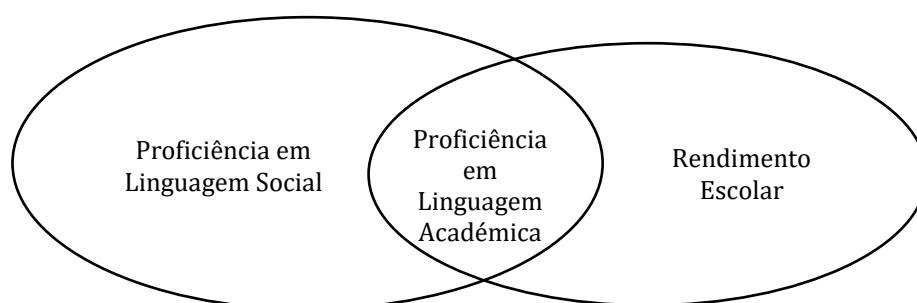 Proficiência em
Linguagem Social
Proficiência
em
Linguagem
Académica
Rendimento
Escolar